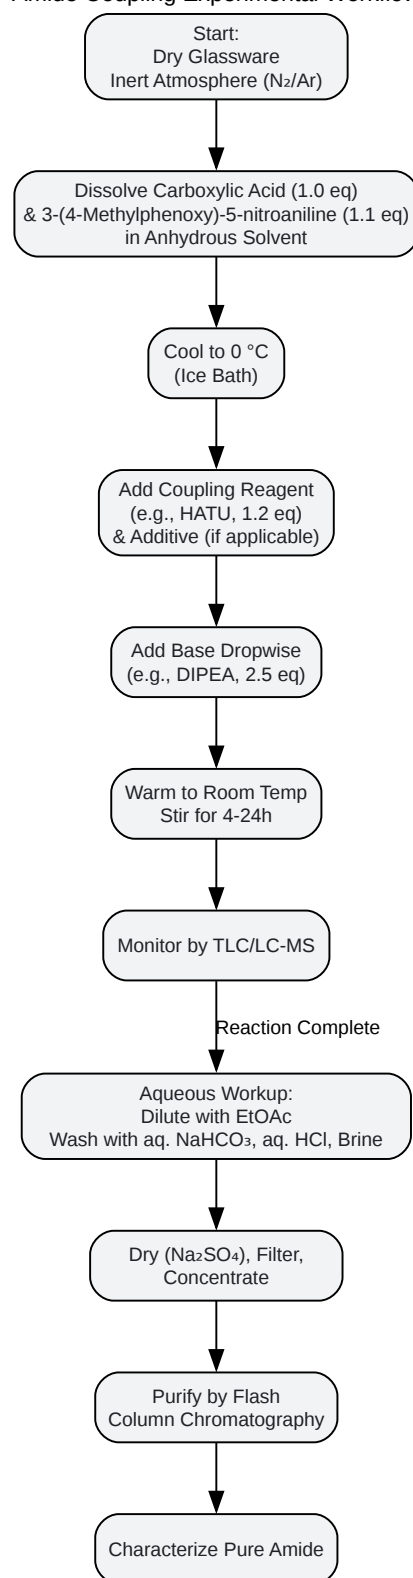 Amide Coupling Experimental Workflow
Start:
Dry Glassware
Inert Atmosphere (N₂/Ar)
Dissolve Carboxylic Acid (1.0 eq)
& 3-(4-Methylphenoxy)-5-nitroaniline (1.1 eq)
in Anhydrous Solvent
Cool to 0 °C
(Ice Bath)
Add Coupling Reagent
(e.g., HATU, 1.2 eq)
& Additive (if applicable)
Add Base Dropwise
(e.g., DIPEA, 2.5 eq)
Warm to Room Temp
Stir for 4-24h
Monitor by TLC/LC-MS
Reaction Complete
Aqueous Workup:
Dilute with EtOAc
Wash with aq. NaHCO₃, aq. HCl, Brine
Dry (Na₂SO₄), Filter,
Concentrate
Purify by Flash
Column Chromatography
Characterize Pure Amide